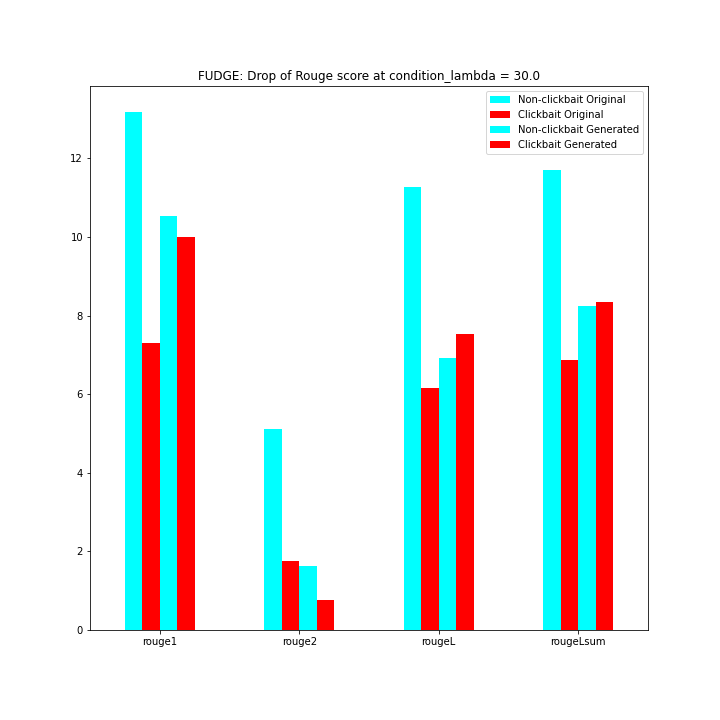 FUDGE: Drop of Rouge score at condition_lambda = 30.0
Non-clickbait Original
Clickbait Original
Non-clickbait Generated
Clickbait Generated
12
10
8
6
4
2
0
rouge1 rouge2 rougeL rougeLsum